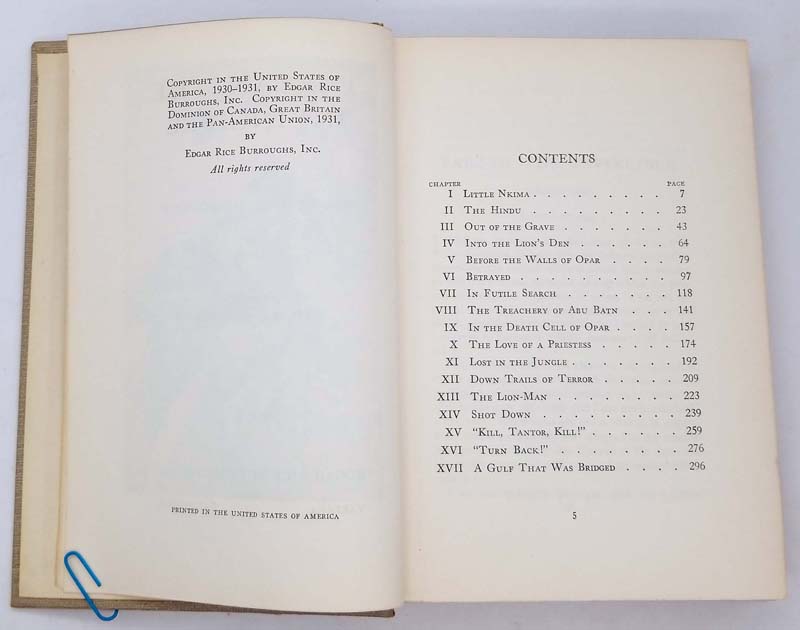 Copyright in the United States of
America, 1930–1931, by Edgar Rice
Burroughs, Inc. Copyright in the
Dominion of Canada, Great Britain
and the Pan-American Union, 1931,
by
Edgar Rice Burroughs, Inc.
All rights reserved
PRINTED IN THE UNITED STATES OF AMERICA
CONTENTS
CHAPTER PAGE
I Little Nkima . . . . . . . . . 7
II The Hindu . . . . . . . . . 23
III Out of the Grave . . . . . . . 43
IV Into the Lion's Den . . . . . . 64
V Before the Walls of Opar . . . . 79
VI Betrayed . . . . . . . . . . 97
VII In Futile Search . . . . . . . 118
VIII The Treachery of Abu Batn . . . 141
IX In the Death Cell of Opar . . . . 157
X The Love of a Priestess . . . . . 174
XI Lost in the Jungle . . . . . . . 192
XII Down Trails of Terror . . . . . 209
XIII The Lion-Man . . . . . . . . 223
XIV Shot Down . . . . . . . . . 239
XV "Kill, Tantor, Kill!" . . . . . . 259
XVI "Turn Back!" . . . . . . . . 276
XVII A Gulf That Was Bridged . . . . 296
5